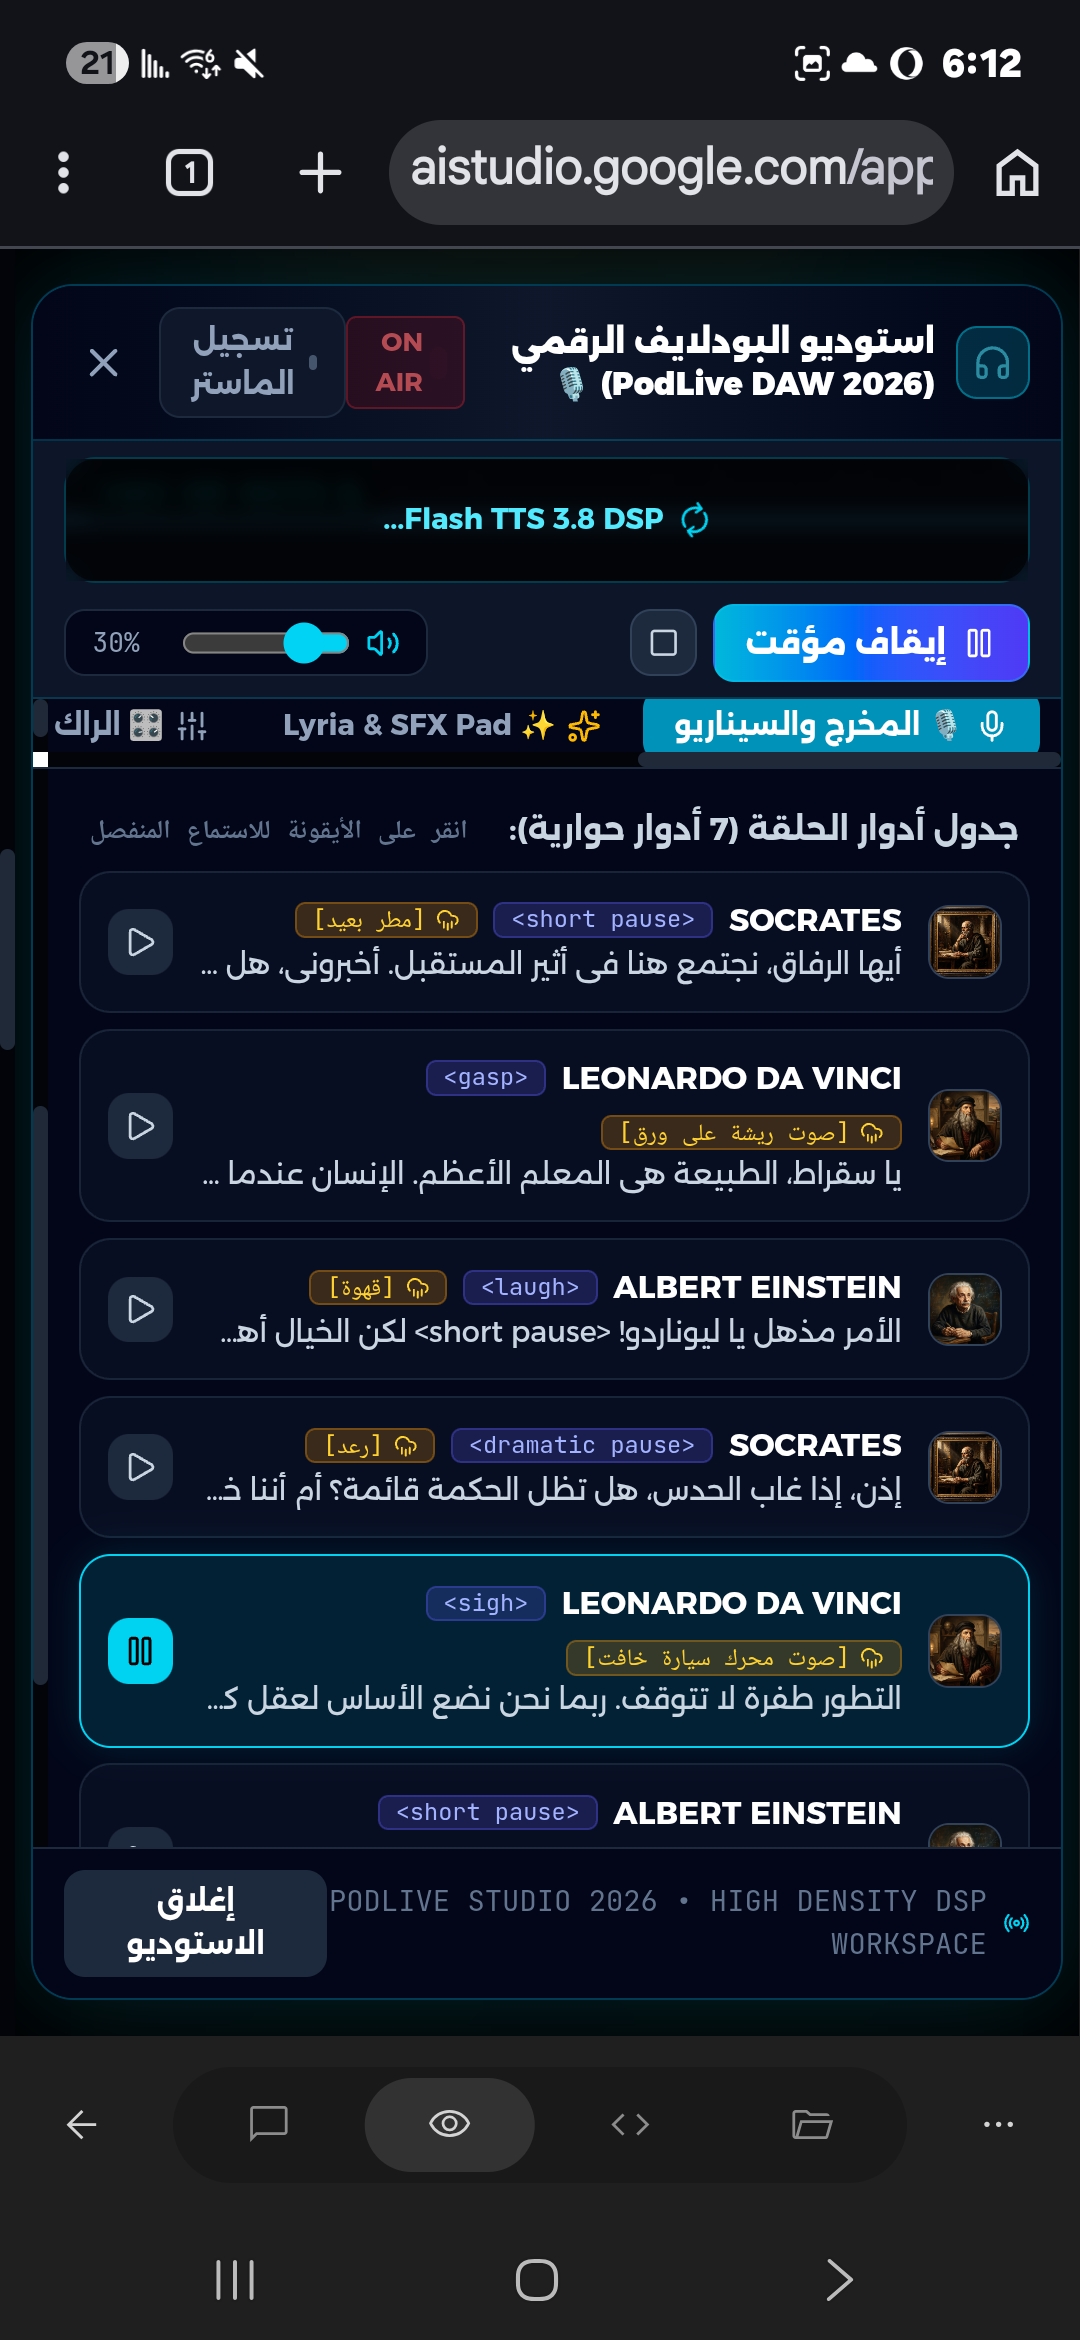 21
6:12
1
aistudio.google.com/app
استوديو البودلايف الرقمي
(PodLive DAW 2026) 🎙️
ON
AIR
تسجيل
الماستر
Flash TTS 3.8 DSP...
إيقاف مؤقت
30%
🎙️ المخرج والسيناريو
Lyria & SFX Pad ✨
🎛️ الراك
جدول أدوار الحلقة (7 أدوار حوارية):
انقر على الأيقونة للاستماع المنفصل
SOCRATES
<short pause>
[مطر بعيد]
أيها الرفاق، نجتمع هنا في أثير المستقبل. أخبروني، هل ...
LEONARDO DA VINCI
<gasp>
[صوت ريشة على ورق]
يا سقراط، الطبيعة هي المعلم الأعظم. الإنسان عندما ...
ALBERT EINSTEIN
<laugh>
[قهوة]
الأمر مذهل يا ليوناردو! <short pause> لكن الخيال أهـ...
SOCRATES
<dramatic pause>
[رعد]
إذن، إذا غاب الحدس، هل تظل الحكمة قائمة؟ أم أننا خـ...
LEONARDO DA VINCI
<sigh>
[صوت محرك سيارة خافت]
التطور طفرة لا تتوقف. ربما نحن نضع الأساس لعقل كـ...
ALBERT EINSTEIN
<short pause>
PODLIVE STUDIO 2026 • HIGH DENSITY DSP
WORKSPACE
إغلاق
الاستوديو